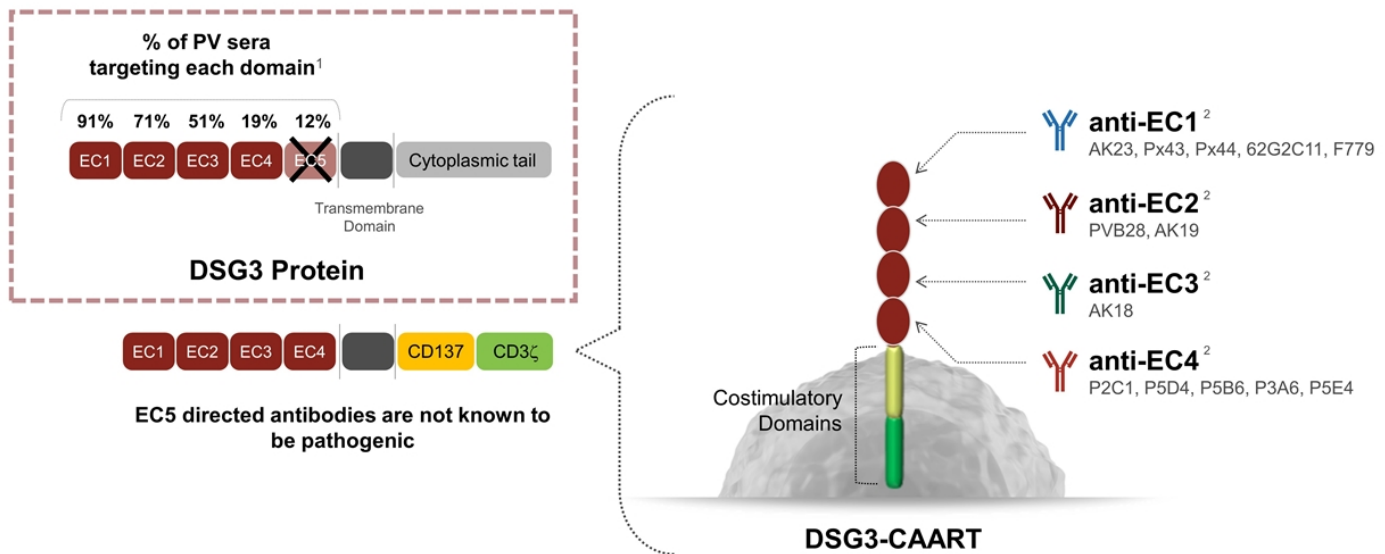 % of PV sera
targeting each domain1
91% 71% 51% 19% 12%
EC1 EC2 EC3 EC4 EC5 Cytoplasmic tail
Transmembrane
Domain
DSG3 Protein
EC1 EC2 EC3 EC4 CD137 CD3ζ
EC5 directed antibodies are not known to
be pathogenic
Costimulatory
Domains
DSG3-CAART
anti-EC1 2
AK23, Px43, Px44, 62G2C11, F779
anti-EC2 2
PVB28, AK19
anti-EC3 2
AK18
anti-EC4 2
P2C1, P5D4, P5B6, P3A6, P5E4